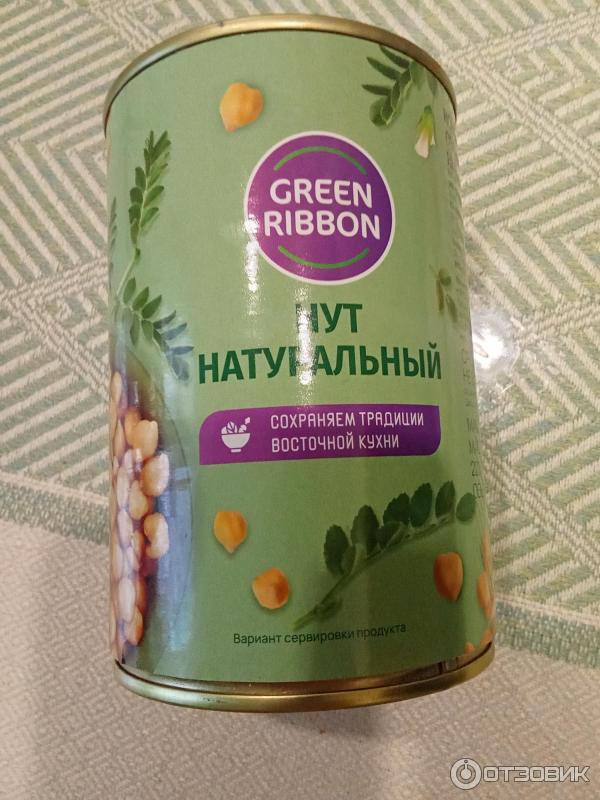 GREEN
RIBBON
НУТ
НАТУРАЛЬНЫЙ
СОХРАНЯЕМ ТРАДИЦИИ
ВОСТОЧНОЙ КУХНИ
Вариант сервировки продукта
ОТЗОВИК